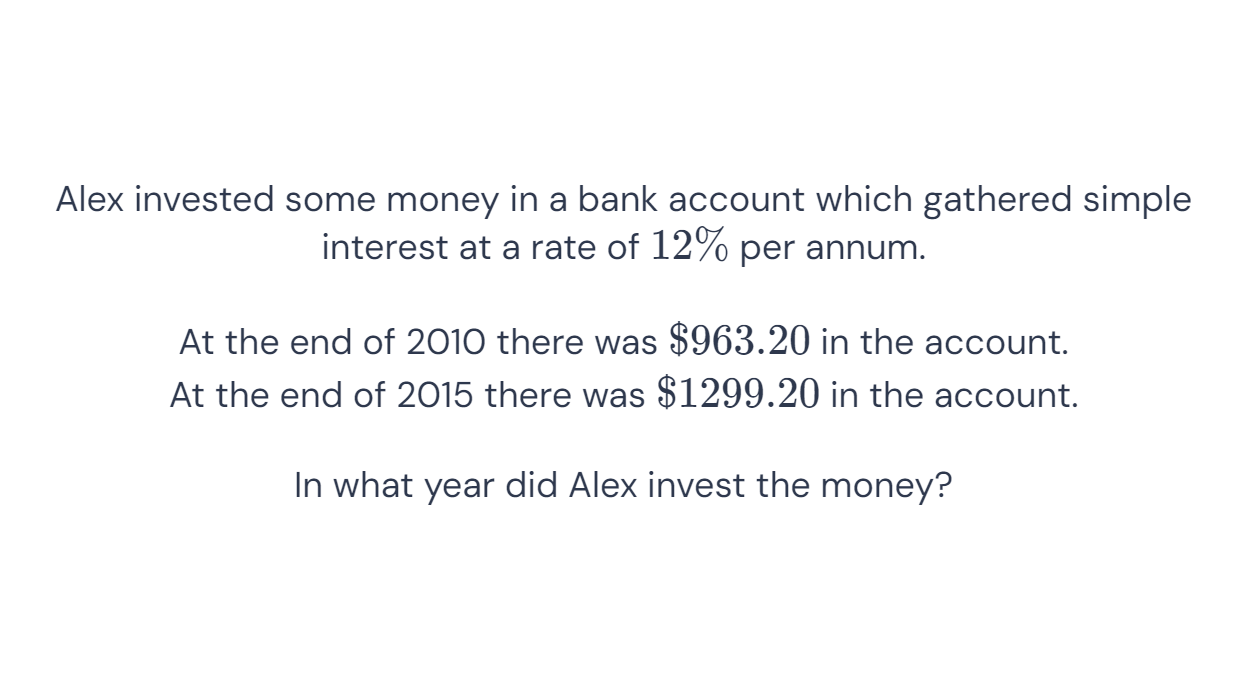 Alex invested some money in a bank account which gathered simple
interest at a rate of 12% per annum.
At the end of 2010 there was $963.20 in the account.
At the end of 2015 there was $1299.20 in the account.
In what year did Alex invest the money?